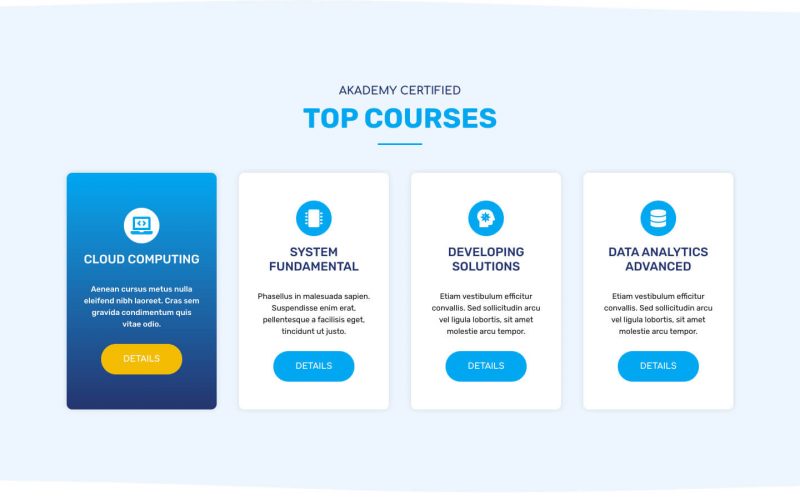 AKADEMY CERTIFIED
TOP COURSES
CLOUD COMPUTING
Aenean cursus metus nulla
eleifend nibh laoreet. Cras sem
gravida condimentum quis
vitae odio.
DETAILS
SYSTEM
FUNDAMENTAL
Phasellus in malesuada sapien.
Suspendisse enim erat,
pellentesque a facilisis eget,
tincidunt ut justo.
DETAILS
DEVELOPING
SOLUTIONS
Etiam vestibulum efficitur
convallis. Sed sollicitudin arcu
vel ligula lobortis, sit amet
molestie arcu tempor.
DETAILS
DATA ANALYTICS
ADVANCED
Etiam vestibulum efficitur
convallis. Sed sollicitudin arcu
vel ligula lobortis, sit amet
molestie arcu tempor.
DETAILS